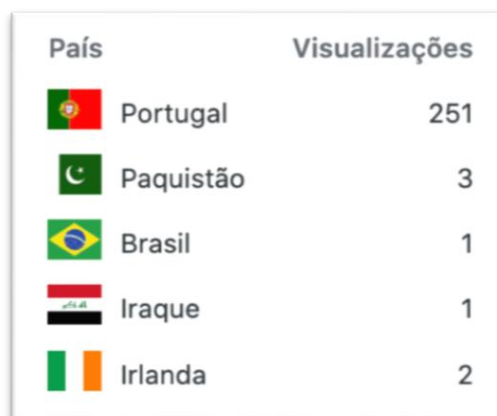 País Visualizações
Portugal 251
Paquistão 3
Brasil 1
Iraque 1
Irlanda 2